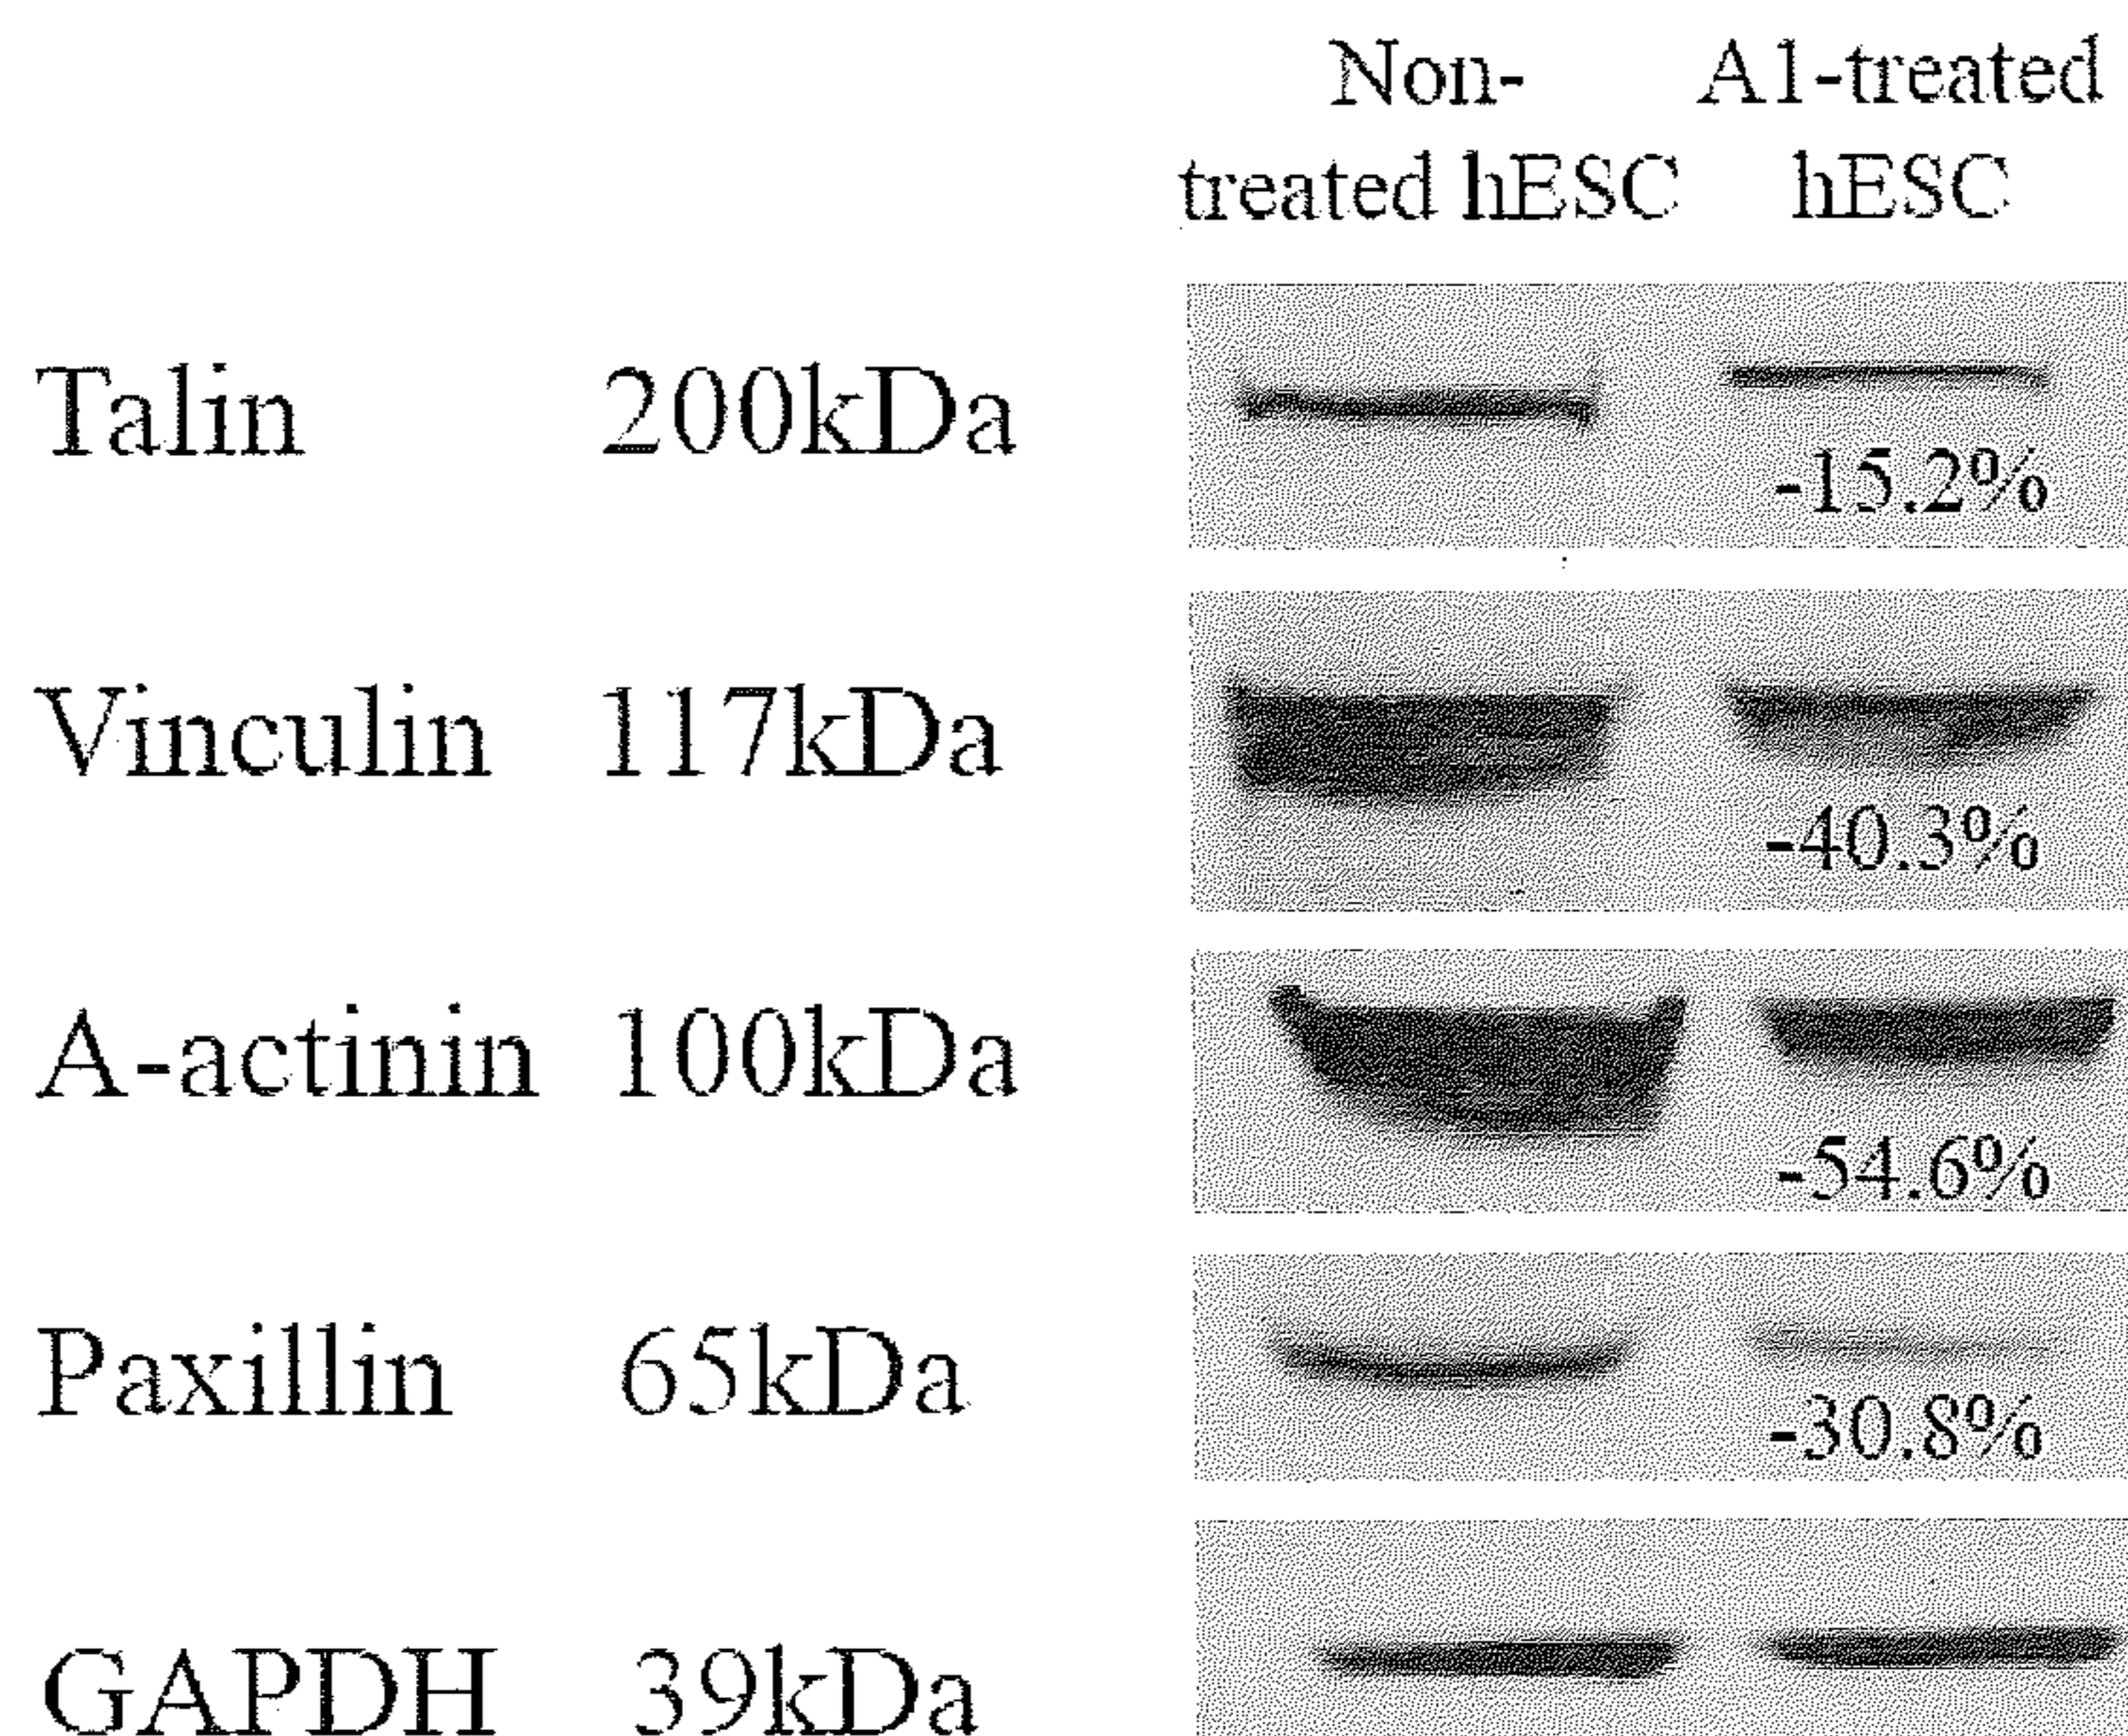 Non-
treated hESC
A1-treated
hESC
Talin 200kDa
-15.2%
Vinculin 117kDa
-40.3%
A-actinin 100kDa
-54.6%
Paxillin 65kDa
-30.8%
GAPDH 39kDa